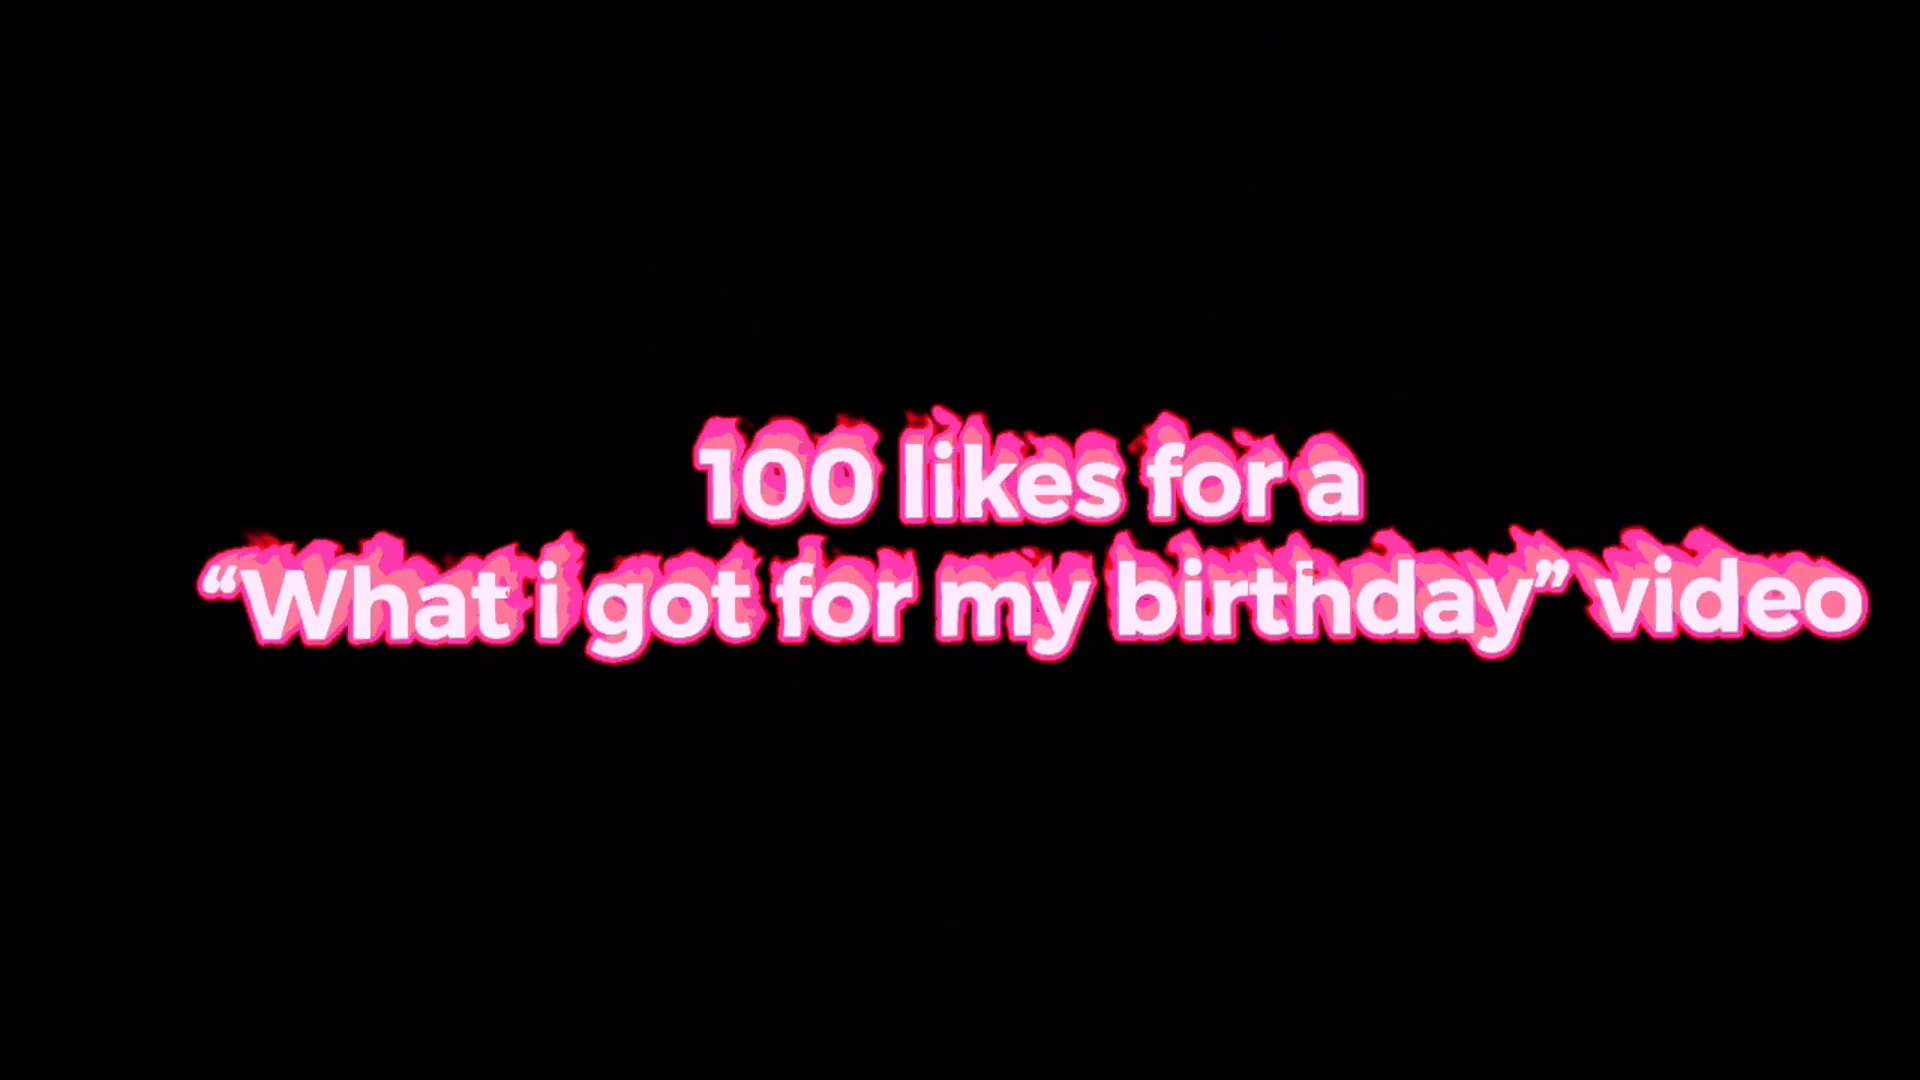 100 likes for a
“What i got for my birthday” video